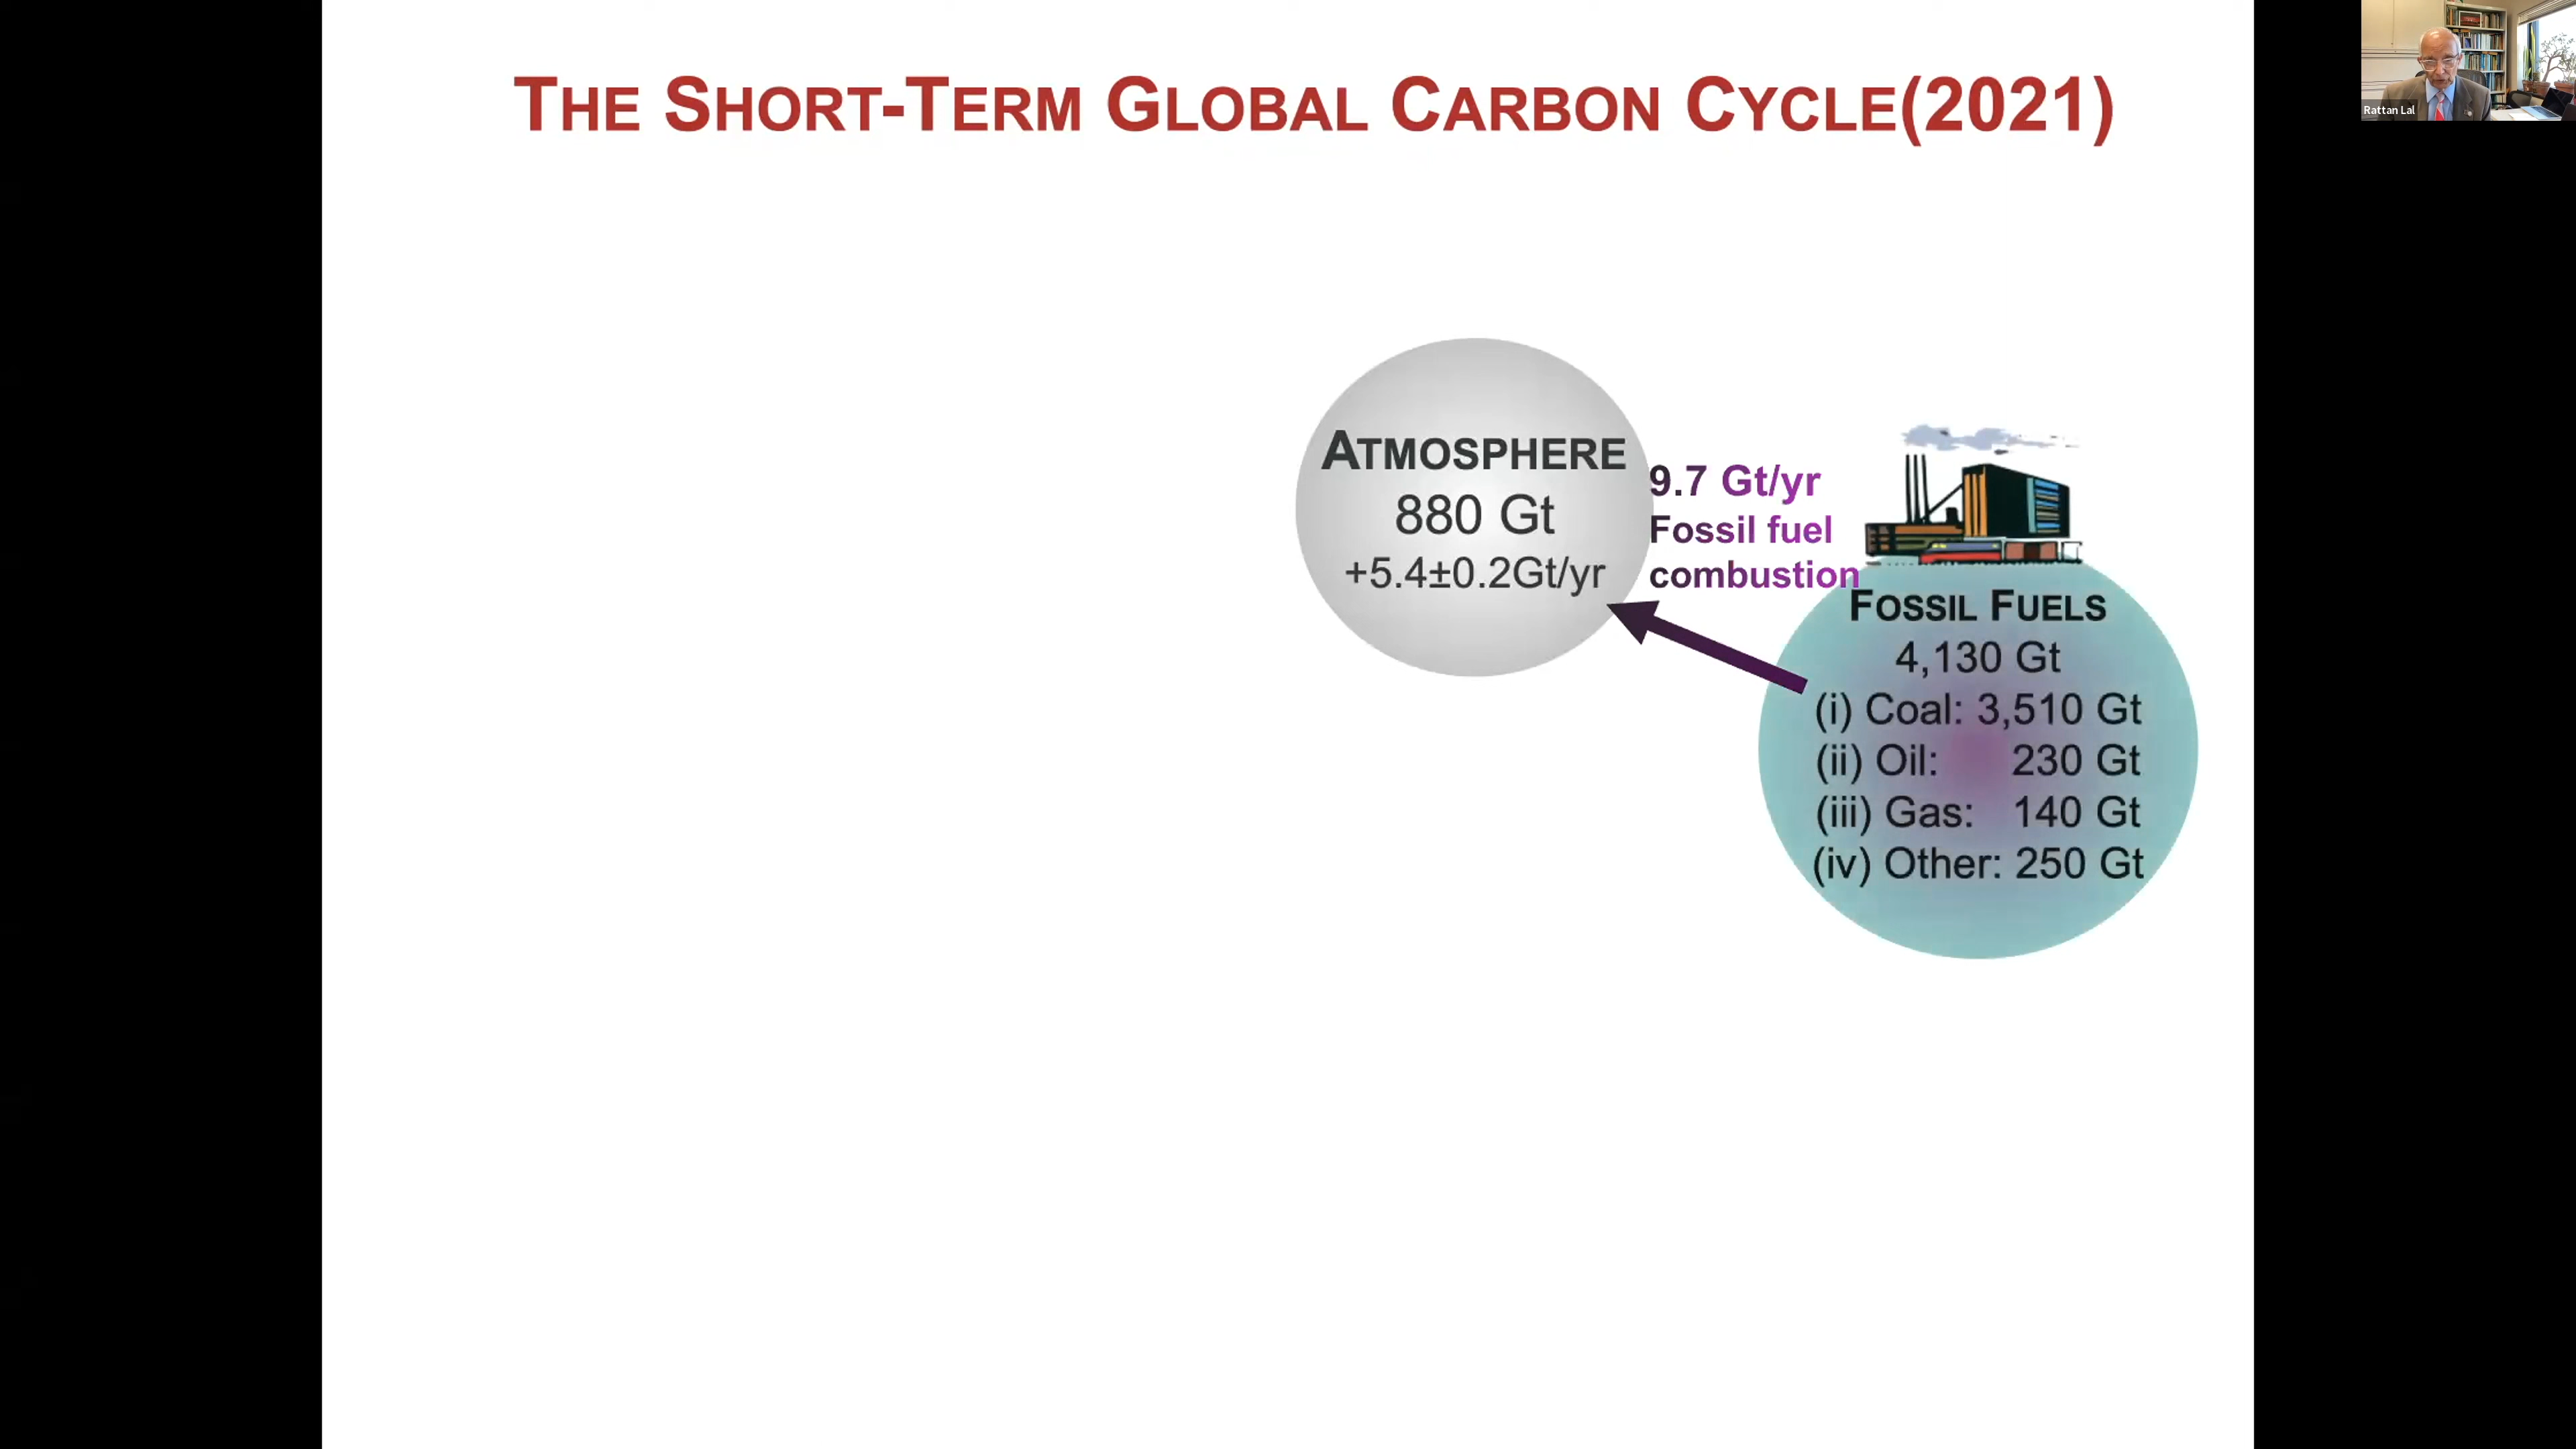 THE SHORT-TERM GLOBAL CARBON CYCLE(2021)
Rattan Lal
ATMOSPHERE
880 Gt
+5.4±0.2Gt/yr
9.7 Gt/yr
Fossil fuel
combustion
FOSSIL FUELS
4,130 Gt
(i) Coal: 3,510 Gt
(ii) Oil: 230 Gt
(iii) Gas: 140 Gt
(iv) Other: 250 Gt